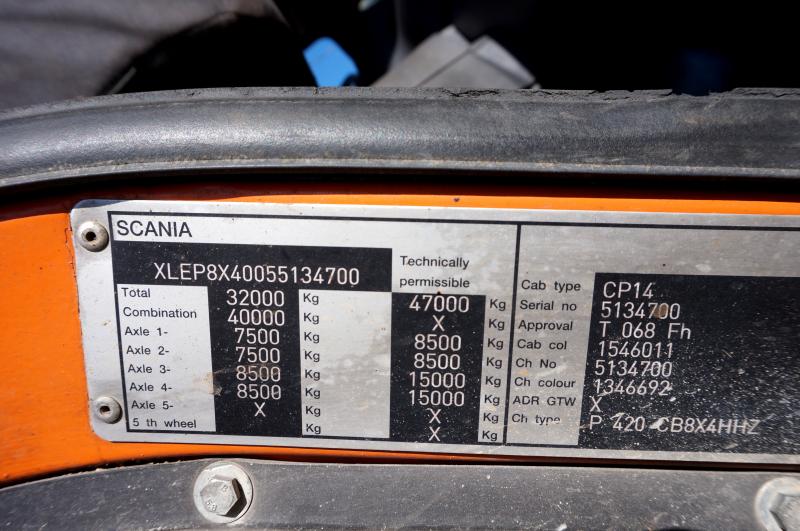 SCANIA
XLEP8X40055134700
Technically
permissible
Total 32000 Kg 47000 Kg
Combination 40000 Kg X Kg
Axle 1- 7500 Kg 8500 Kg
Axle 2- 7500 Kg 8500 Kg
Axle 3- 8500 Kg 15000 Kg
Axle 4- 8500 Kg 15000 Kg
Axle 5- X Kg X Kg
5 th wheel Kg X Kg
Cab type CP14
Serial no 5134700
Approval T 068 Fh
Cab col 1546011
Ch No 5134700
Ch colour 1346692
ADR GTW X
Ch type P 420 CB8X4HHZ